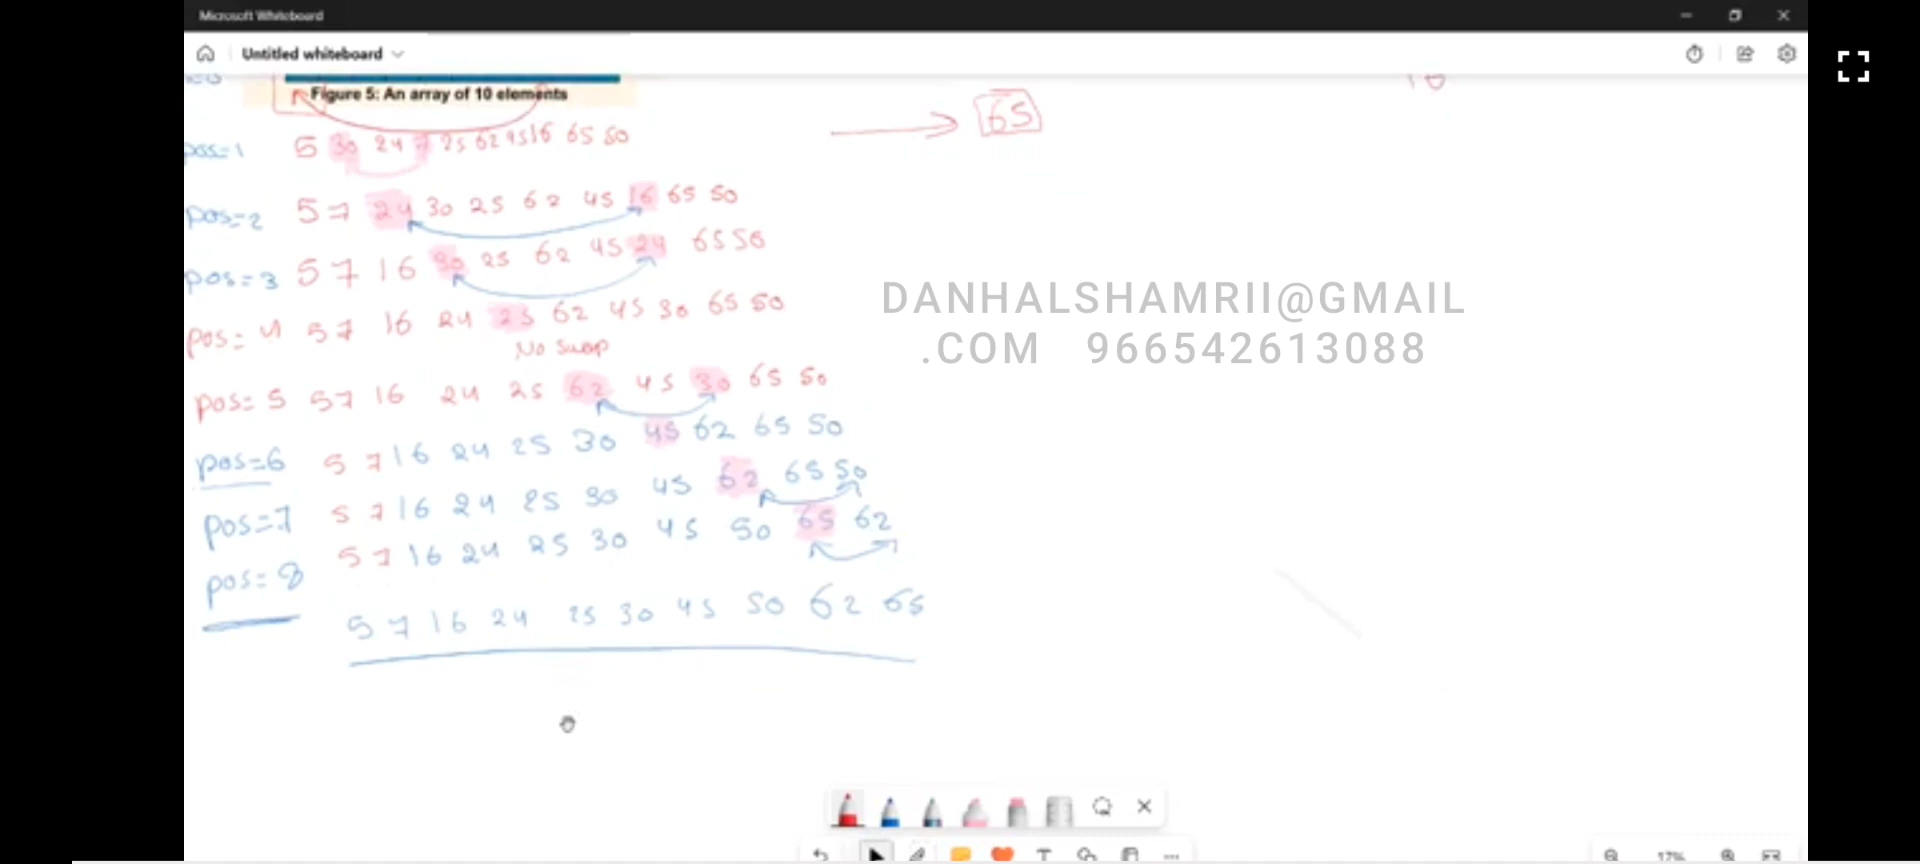 Microsoft Whiteboard
Untitled whiteboard
Figure 5: An array of 10 elements
65
pos=1 5 30 24 7 25 62 45 16 65 50
pos=2 5 7 24 30 25 62 45 16 65 50
pos=3 5 7 16 30 25 62 45 24 65 50
pos=4 5 7 16 24 25 62 45 30 65 50
No Swap
pos=5 5 7 16 24 25 62 45 30 65 50
pos=6 5 7 16 24 25 30 45 62 65 50
pos=7 5 7 16 24 25 30 45 62 65 50
pos=8 5 7 16 24 25 30 45 50 65 62
5 7 16 24 25 30 45 50 62 65
DANHALSHAMRII@GMAIL
.COM 966542613088
17%